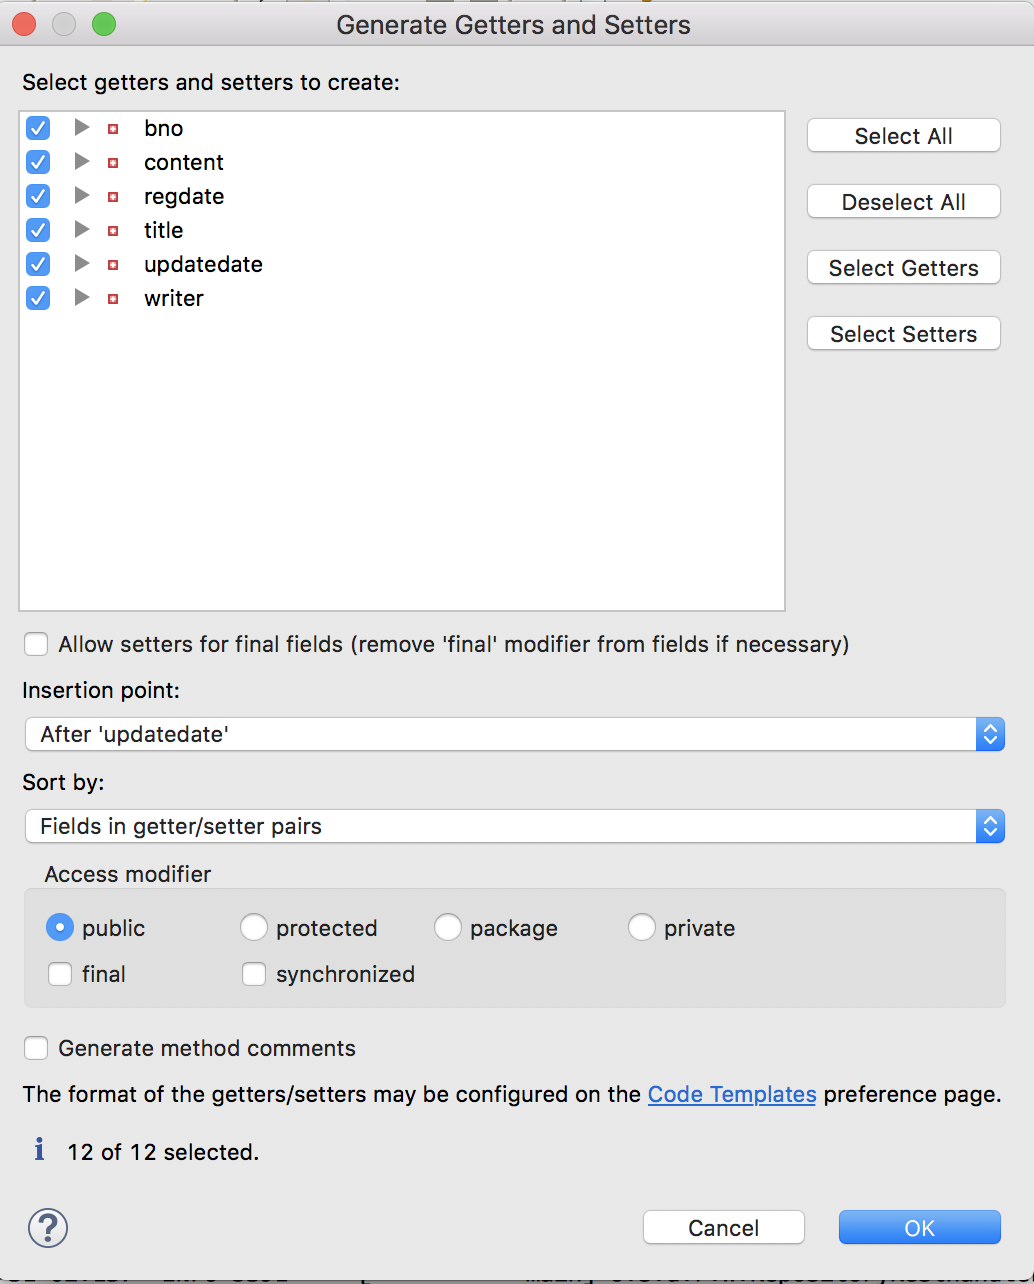 Generate Getters and Setters
Select getters and setters to create:
bno
content
regdate
title
updatedate
writer
Select All
Deselect All
Select Getters
Select Setters
Allow setters for final fields (remove 'final' modifier from fields if necessary)
Insertion point:
After 'updatedate'
Sort by:
Fields in getter/setter pairs
Access modifier
public protected package private
final synchronized
Generate method comments
The format of the getters/setters may be configured on the Code Templates preference page.
i 12 of 12 selected.
? Cancel OK